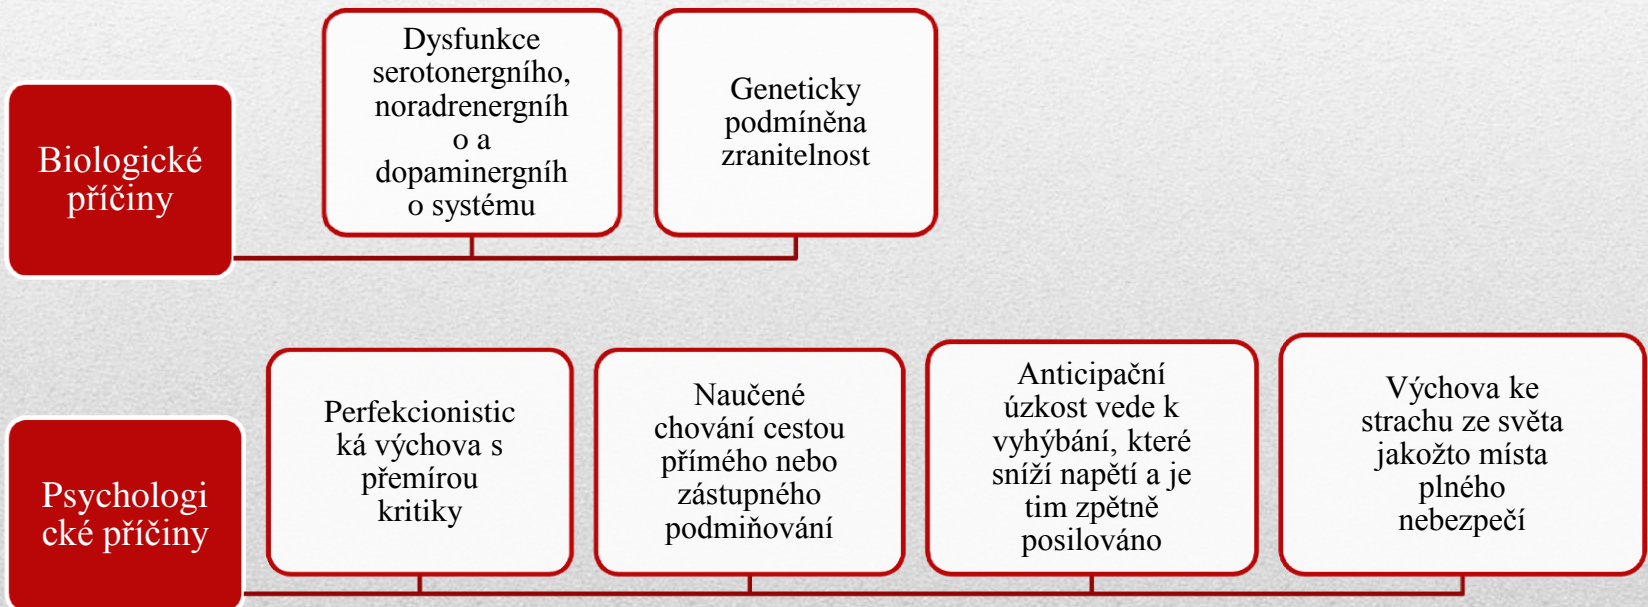 Biologické
příčiny
Dysfunkce
serotonergního,
noradrenergníh
o a
dopaminergníh
o systému
Geneticky
podmíněna
zranitelnost
Psychologi
cké příčiny
Perfekcionistic
ká výchova s
přemírou
kritiky
Naučené
chování cestou
přímého nebo
zástupného
podmiňování
Anticipační
úzkost vede k
vyhýbání, které
sníží napětí a je
tim zpětně
posilováno
Výchova ke
strachu ze světa
jakožto místa
plného
nebezpečí